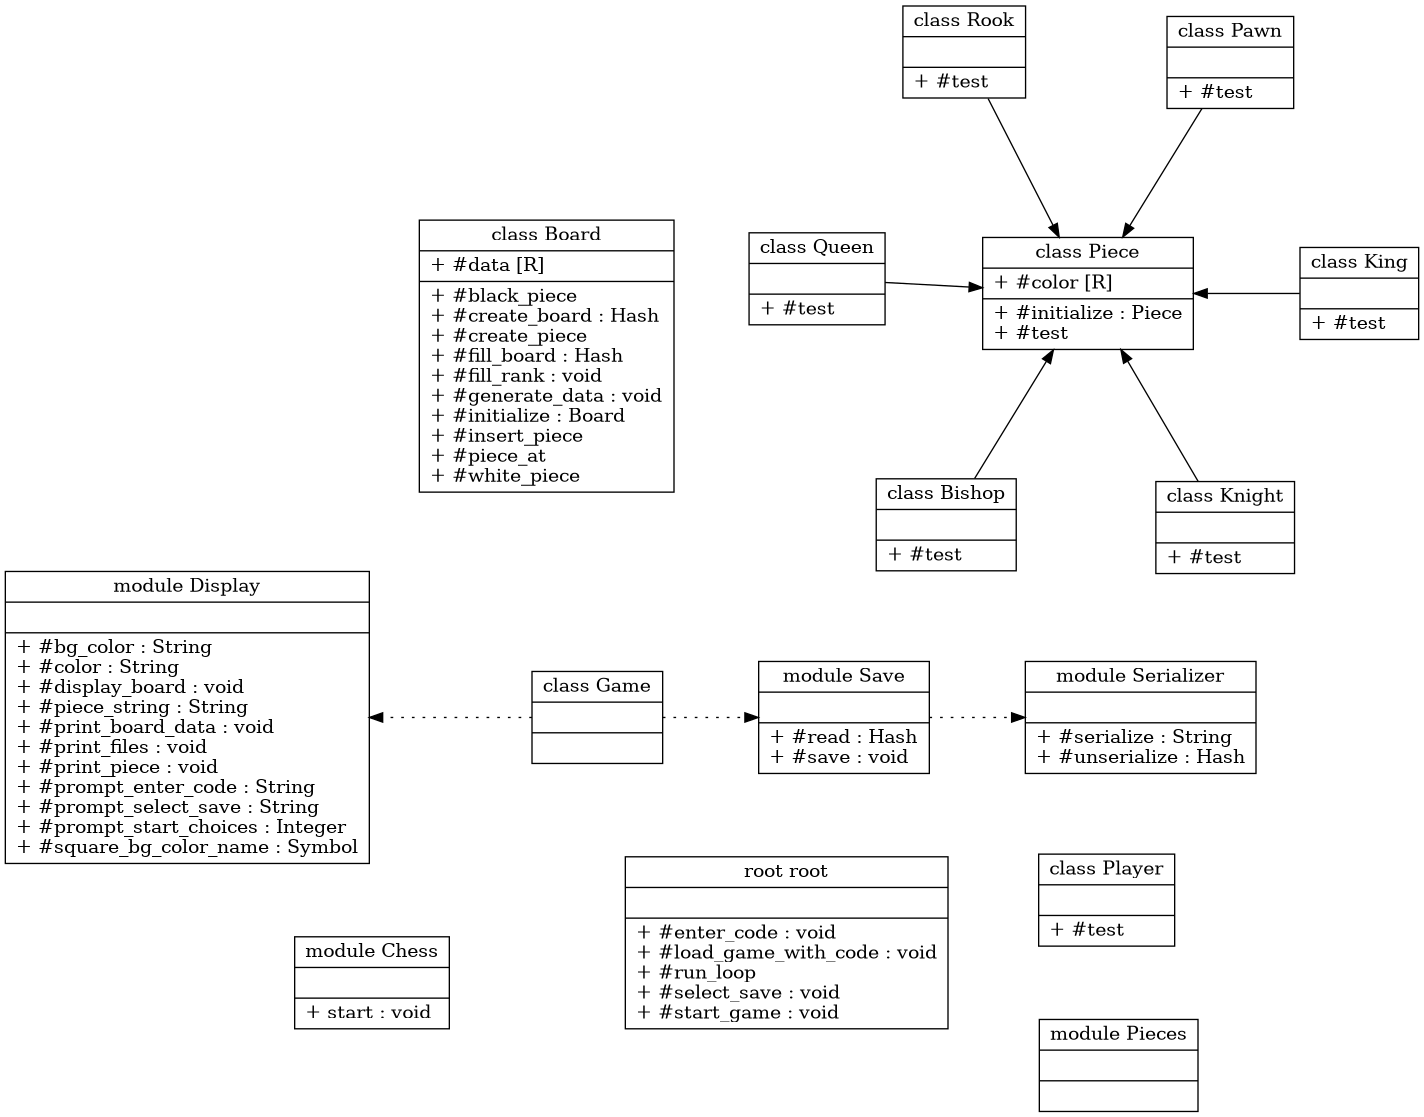 class Rook
+ #test
class Pawn
+ #test
class Board
+ #data [R]
+ #black_piece
+ #create_board : Hash
+ #create_piece
+ #fill_board : Hash
+ #fill_rank : void
+ #generate_data : void
+ #initialize : Board
+ #insert_piece
+ #piece_at
+ #white_piece
class Queen
+ #test
class Piece
+ #color [R]
+ #initialize : Piece
+ #test
class King
+ #test
class Bishop
+ #test
class Knight
+ #test
module Display
+ #bg_color : String
+ #color : String
+ #display_board : void
+ #piece_string : String
+ #print_board_data : void
+ #print_files : void
+ #print_piece : void
+ #prompt_enter_code : String
+ #prompt_select_save : String
+ #prompt_start_choices : Integer
+ #square_bg_color_name : Symbol
class Game
module Save
+ #read : Hash
+ #save : void
module Serializer
+ #serialize : String
+ #unserialize : Hash
root root
+ #enter_code : void
+ #load_game_with_code : void
+ #run_loop
+ #select_save : void
+ #start_game : void
class Player
+ #test
module Chess
+ start : void
module Pieces